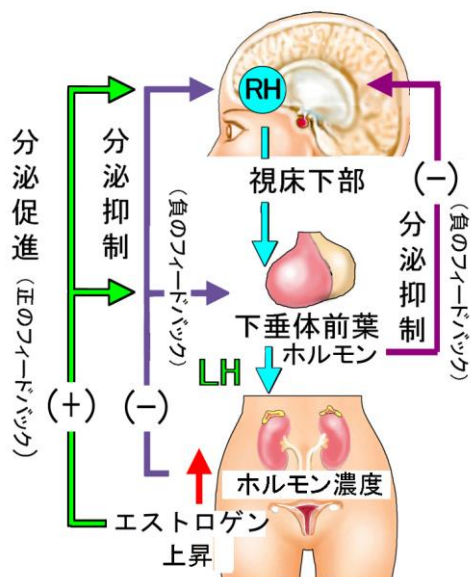 RH
視床下部
分泌促進
(正のフィードバック)
(+)
分泌抑制
(負のフィードバック)
(-)
(-)
分泌抑制
(負のフィードバック)
下垂体前葉
ホルモン
LH
ホルモン濃度
エストロゲン
上昇